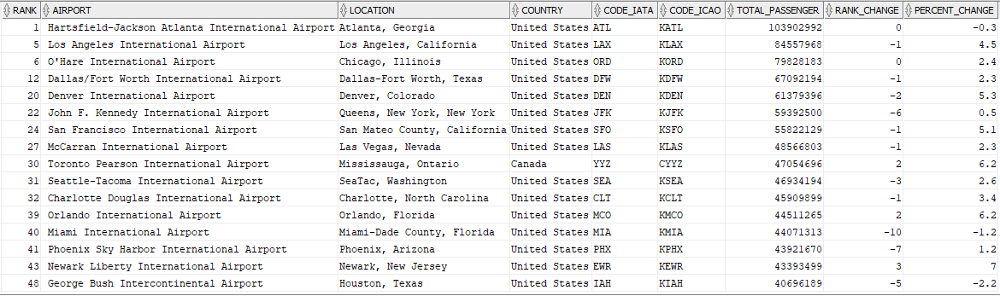 RANK AIRPORT LOCATION COUNTRY CODE_IATA CODE_ICAO TOTAL_PASSENGER RANK_CHANGE PERCENT_CHANGE
1 Hartsfield-Jackson Atlanta International Airport Atlanta, Georgia United States ATL KATL 103902992 0 -0.3
5 Los Angeles International Airport Los Angeles, California United States LAX KLAX 84557968 -1 4.5
6 O'Hare International Airport Chicago, Illinois United States ORD KORD 79828183 0 2.4
12 Dallas/Fort Worth International Airport Dallas-Fort Worth, Texas United States DFW KDFW 67092194 -1 2.3
20 Denver International Airport Denver, Colorado United States DEN KDEN 61379396 -2 5.3
22 John F. Kennedy International Airport Queens, New York, New York United States JFK KJFK 59392500 -6 0.5
24 San Francisco International Airport San Mateo County, California United States SFO KSFO 55822129 -1 5.1
27 McCarran International Airport Las Vegas, Nevada United States LAS KLAS 48566803 -1 2.3
30 Toronto Pearson International Airport Mississauga, Ontario Canada YYZ CYYZ 47054696 2 6.2
31 Seattle-Tacoma International Airport SeaTac, Washington United States SEA KSEA 46934194 -3 2.6
32 Charlotte Douglas International Airport Charlotte, North Carolina United States CLT KCLT 45909899 -1 3.4
39 Orlando International Airport Orlando, Florida United States MCO KMCO 44511265 2 6.2
40 Miami International Airport Miami-Dade County, Florida United States MIA KMIA 44071313 -10 -1.2
41 Phoenix Sky Harbor International Airport Phoenix, Arizona United States PHX KPHX 43921670 -7 1.2
43 Newark Liberty International Airport Newark, New Jersey United States EWR KEWR 43393499 3 7
48 George Bush Intercontinental Airport Houston, Texas United States IAH KIAH 40696189 -5 -2.2